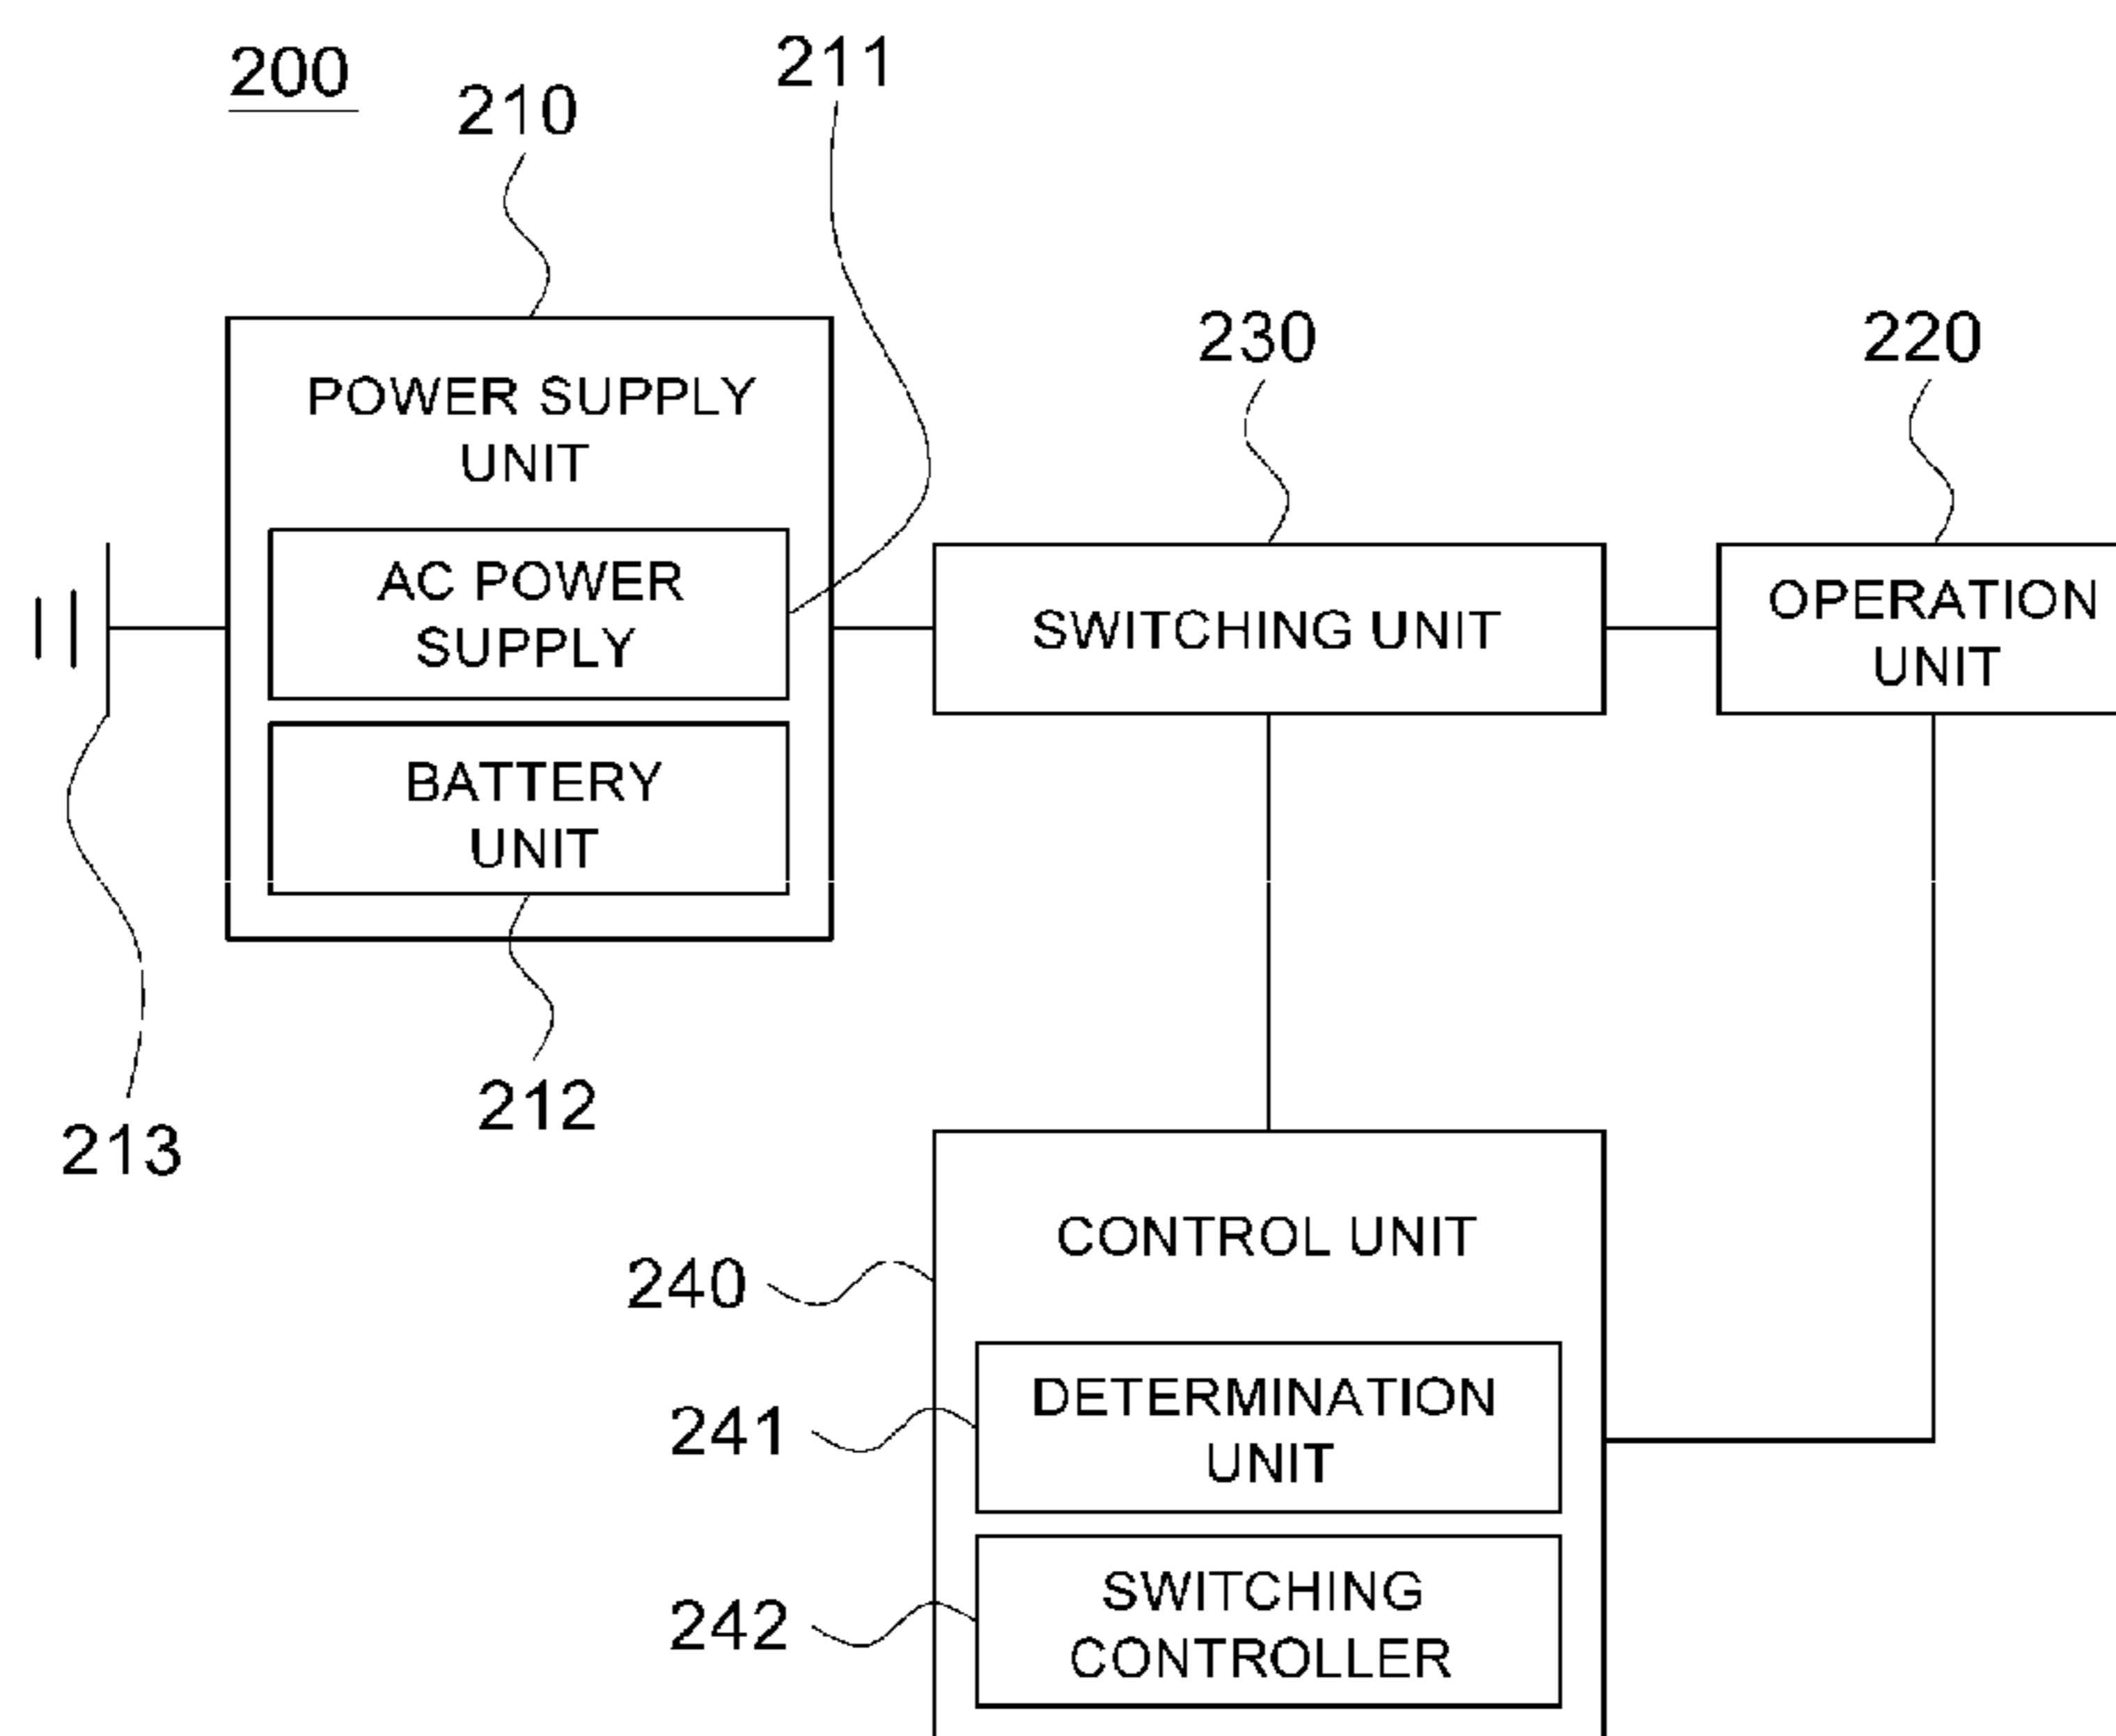 200
210
211
230
220
POWER SUPPLY
UNIT
AC POWER
SUPPLY
BATTERY
UNIT
SWITCHING UNIT
OPERATION
UNIT
212
213
CONTROL UNIT
240
DETERMINATION
UNIT
241
SWITCHING
CONTROLLER
242